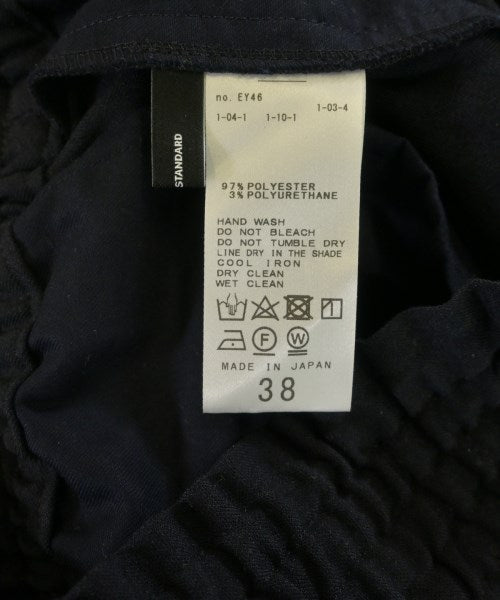 no. EY46
1-03-4
1-04-1 1-10-1
97% POLYESTER
3% POLYURETHANE
HAND WASH
DO NOT BLEACH
DO NOT TUMBLE DRY
LINE DRY IN THE SHADE
COOL IRON
DRY CLEAN
WET CLEAN
F W
MADE IN JAPAN
38
STANDARD